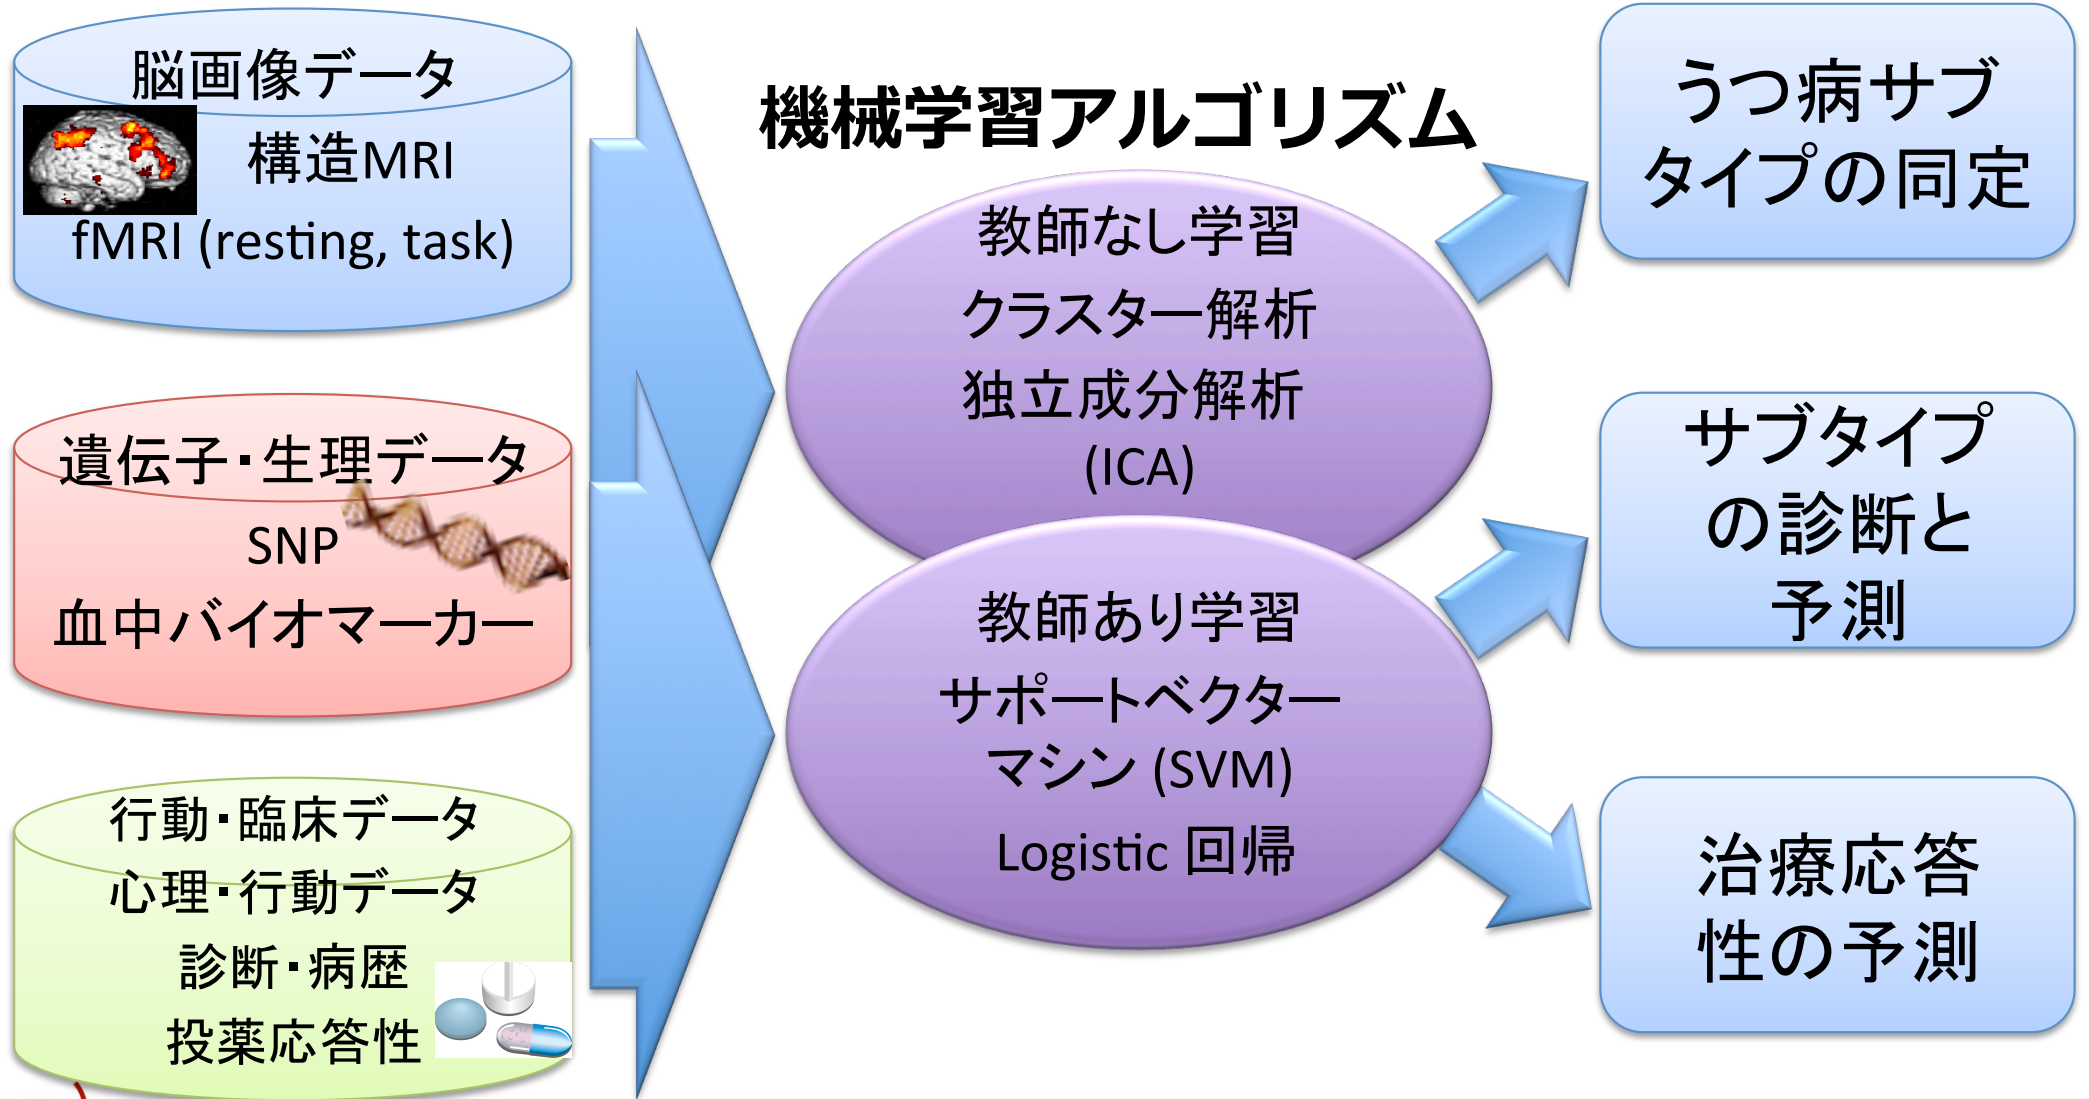 脳画像データ
構造MRI
fMRI (resting, task)
遺伝子・生理データ
SNP
血中バイオマーカー
行動・臨床データ
心理・行動データ
診断・病歴
投薬応答性
機械学習アルゴリズム
教師なし学習
クラスター解析
独立成分解析
(ICA)
教師あり学習
サポートベクター
マシン (SVM)
Logistic 回帰
うつ病サブ
タイプの同定
サブタイプ
の診断と
予測
治療応答
性の予測